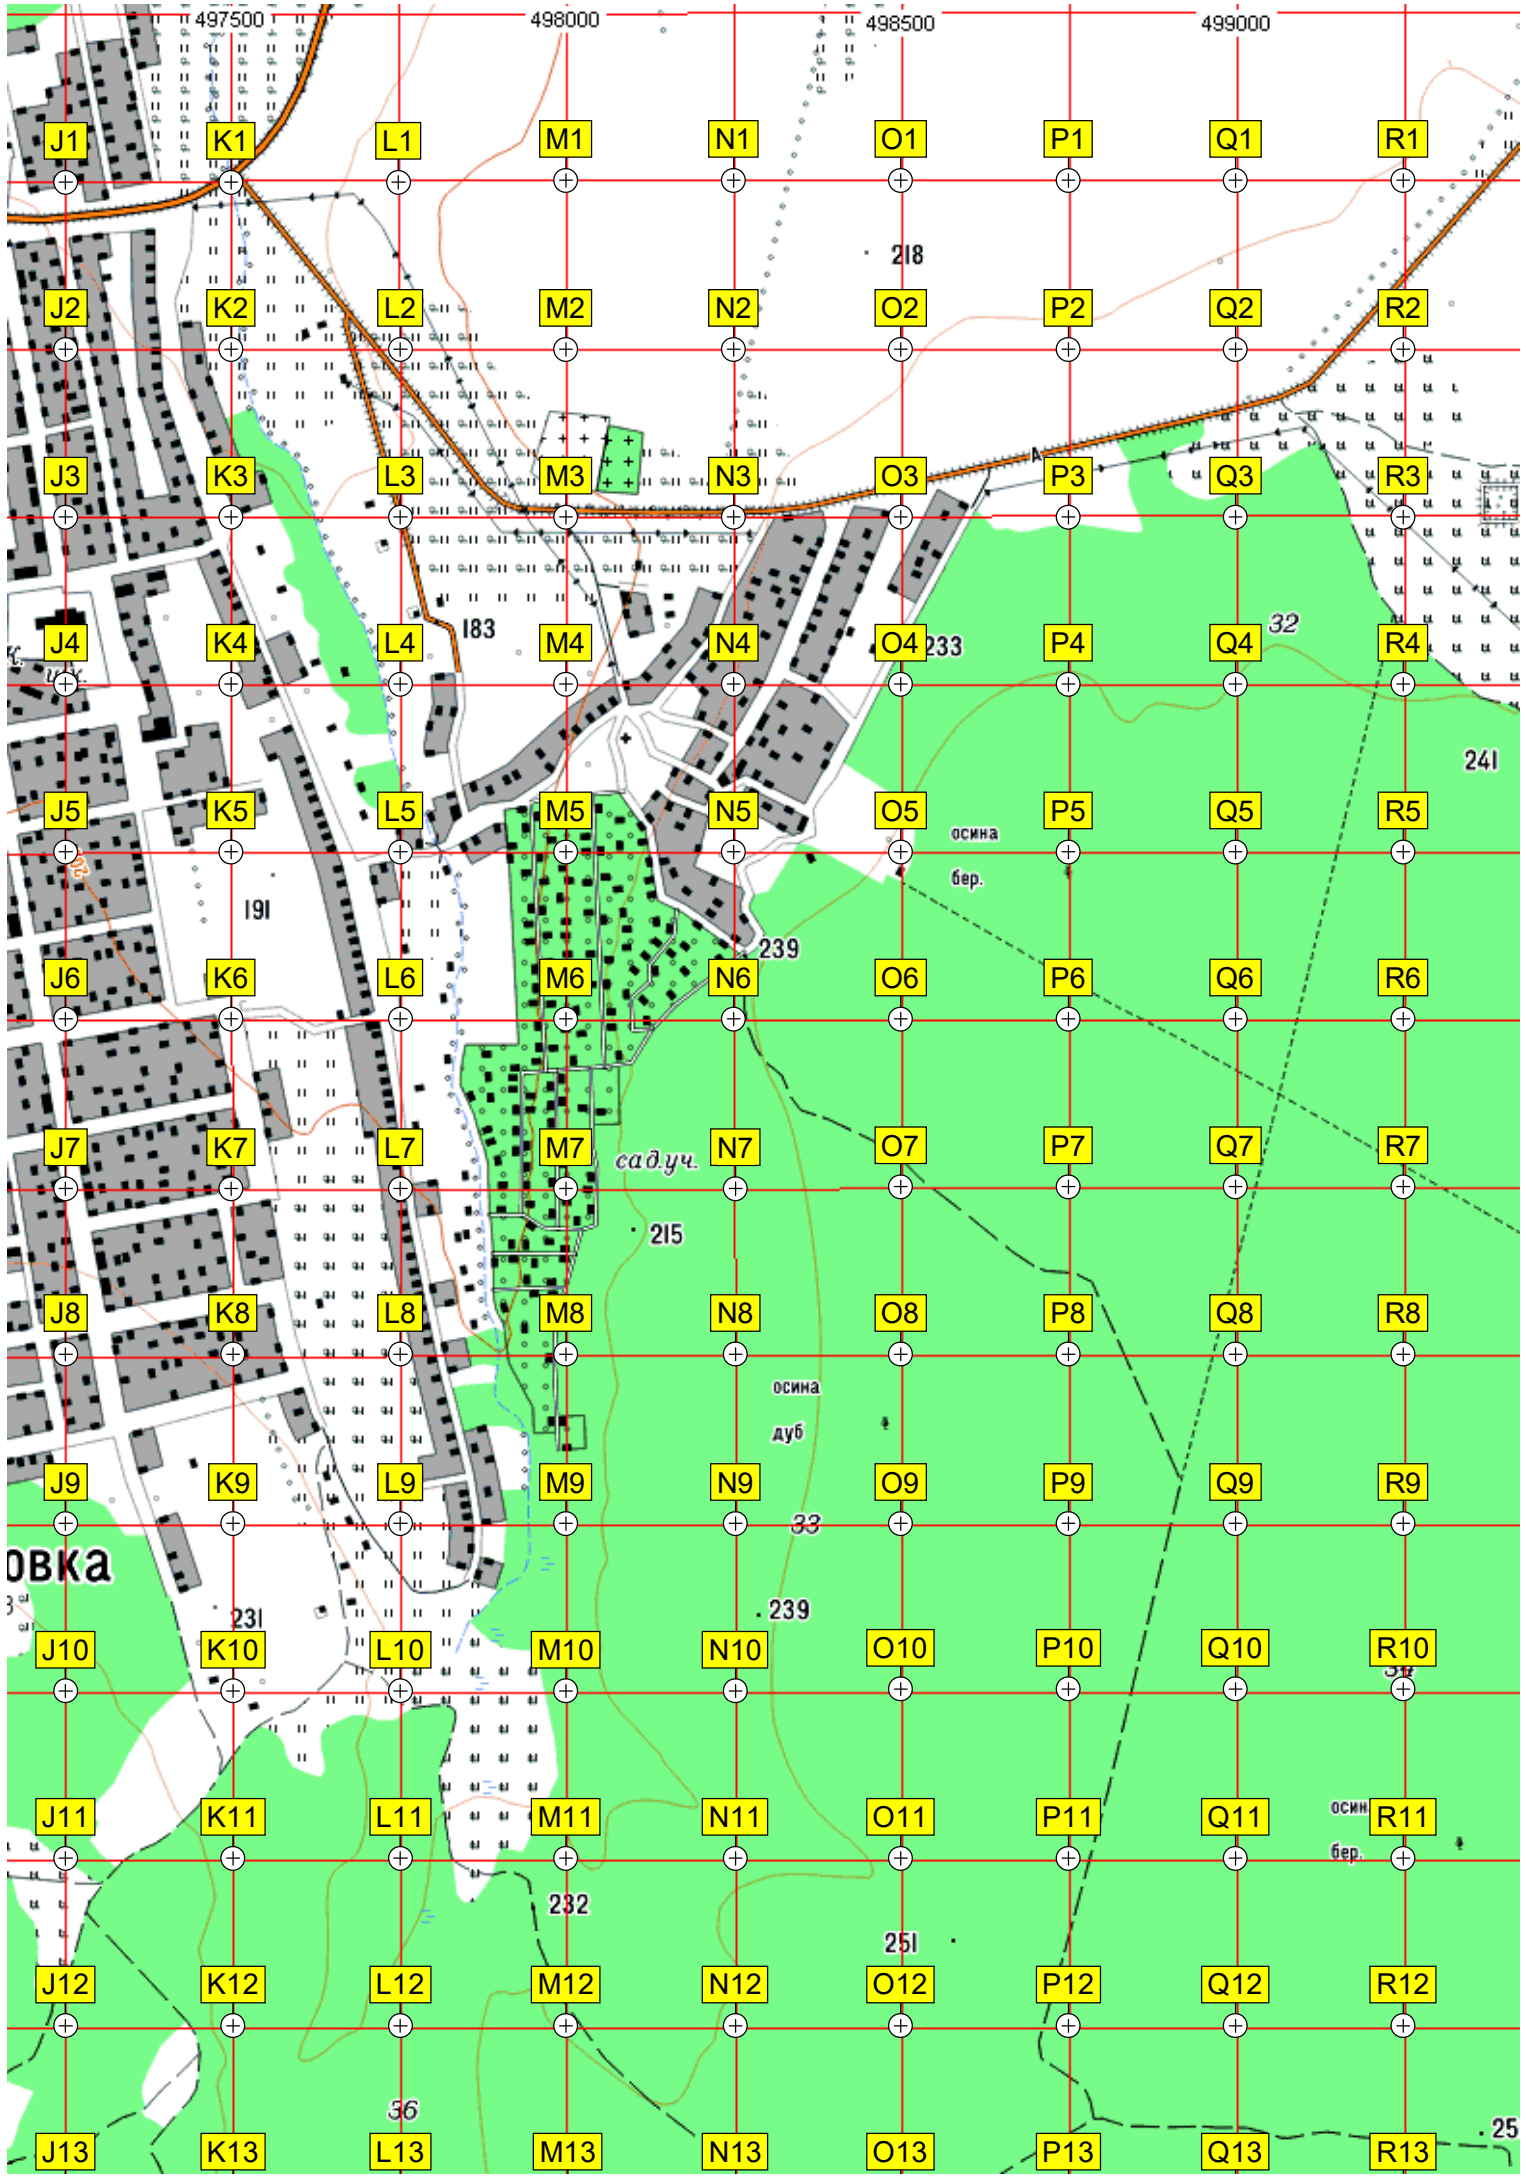 497500 498000 498500 499000
J1 K1 L1 M1 N1 O1 P1 Q1 R1
218
J2 K2 L2 M2 N2 O2 P2 Q2 R2
J3 K3 L3 M3 N3 O3 P3 Q3 R3
183 233 32
J4 K4 L4 M4 N4 O4 P4 Q4 R4
241
J5 K5 L5 M5 N5 O5 P5 Q5 R5
осина
бер.
191
239
J6 K6 L6 M6 N6 O6 P6 Q6 R6
J7 K7 L7 M7 N7 O7 P7 Q7 R7
сад.уч.
215
J8 K8 L8 M8 N8 O8 P8 Q8 R8
осина
дуб
J9 K9 L9 M9 N9 O9 P9 Q9 R9
33
овка
231 239
J10 K10 L10 M10 N10 O10 P10 Q10 R10
34
J11 K11 L11 M11 N11 O11 P11 Q11 R11
осин
бер.
232
251
J12 K12 L12 M12 N12 O12 P12 Q12 R12
36
25
J13 K13 L13 M13 N13 O13 P13 Q13 R13